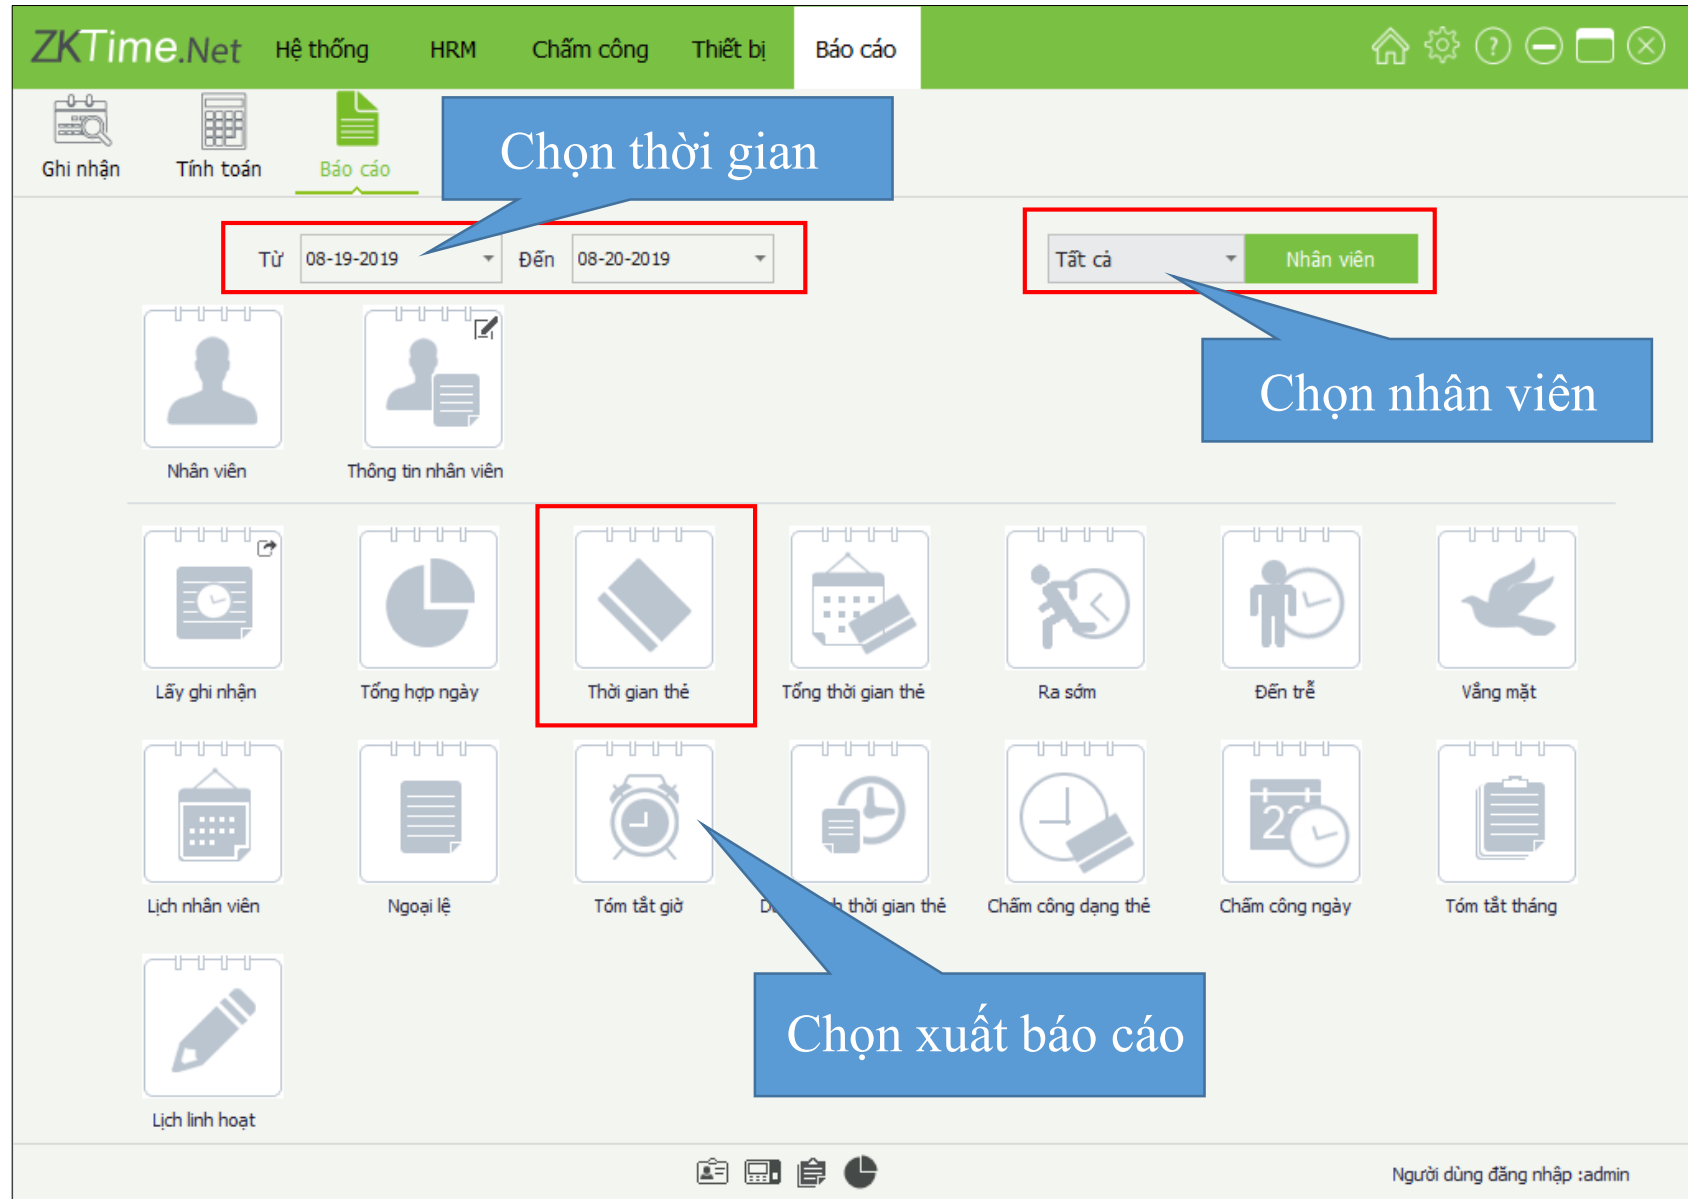 ZKTime.Net Hệ thống HRM Chấm công Thiết bị Báo cáo
Ghi nhận Tính toán Báo cáo
Chọn thời gian
Từ 08-19-2019 Đến 08-20-2019 Tất cả Nhân viên
Chọn nhân viên
Nhân viên Thông tin nhân viên
Lấy ghi nhận Tổng hợp ngày Thời gian thẻ Tổng thời gian thẻ Ra sớm Đến trễ Vắng mặt
Lịch nhân viên Ngoại lệ Tóm tắt giờ thời gian thẻ Chấm công dạng thẻ Chấm công ngày Tóm tắt tháng
Chọn xuất báo cáo
Lịch linh hoạt
Người dùng đăng nhập :admin